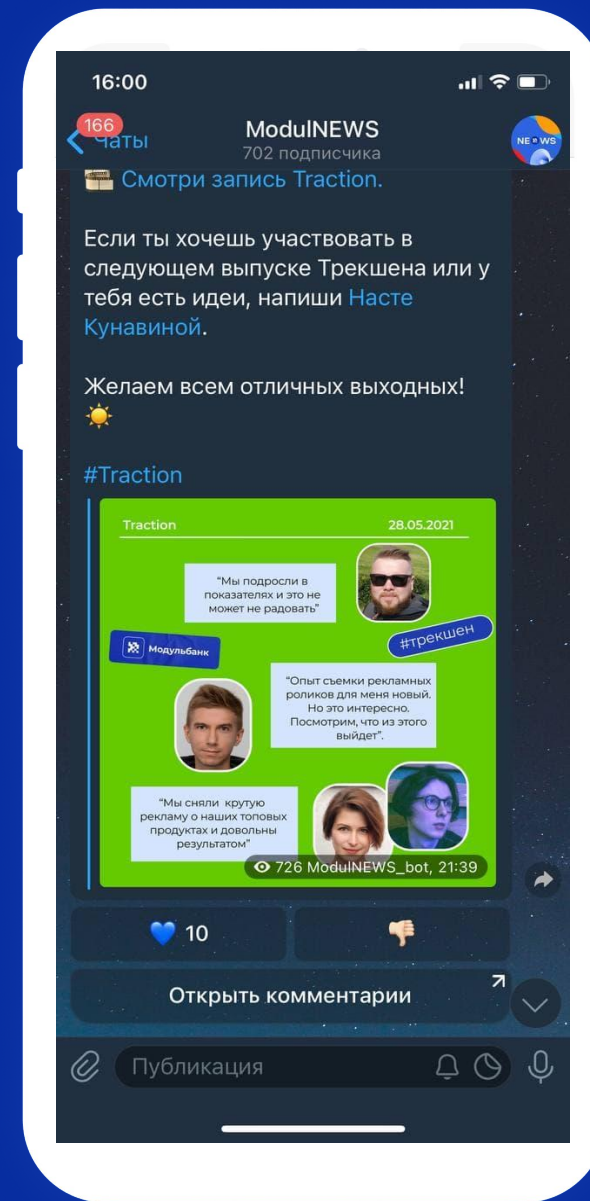 16:00
166
Чаты
ModulNEWS
702 подписчика
NEWS
Смотри запись Traction.
Если ты хочешь участвовать в
следующем выпуске Трекшена или у
тебя есть идеи, напиши Насте
Кунавиной.
Желаем всем отличных выходных!
#Traction
Traction
28.05.2021
“Мы подросли в
показателях и это не
может не радовать”
#трекшен
Модульбанк
“Опыт съемки рекламных
роликов для меня новый.
Но это интересно.
Посмотрим, что из этого
выйдет”.
“Мы сняли крутую
рекламу о наших топовых
продуктах и довольны
результатом”
726 ModulNEWS_bot, 21:39
10
Открыть комментарии
Публикация